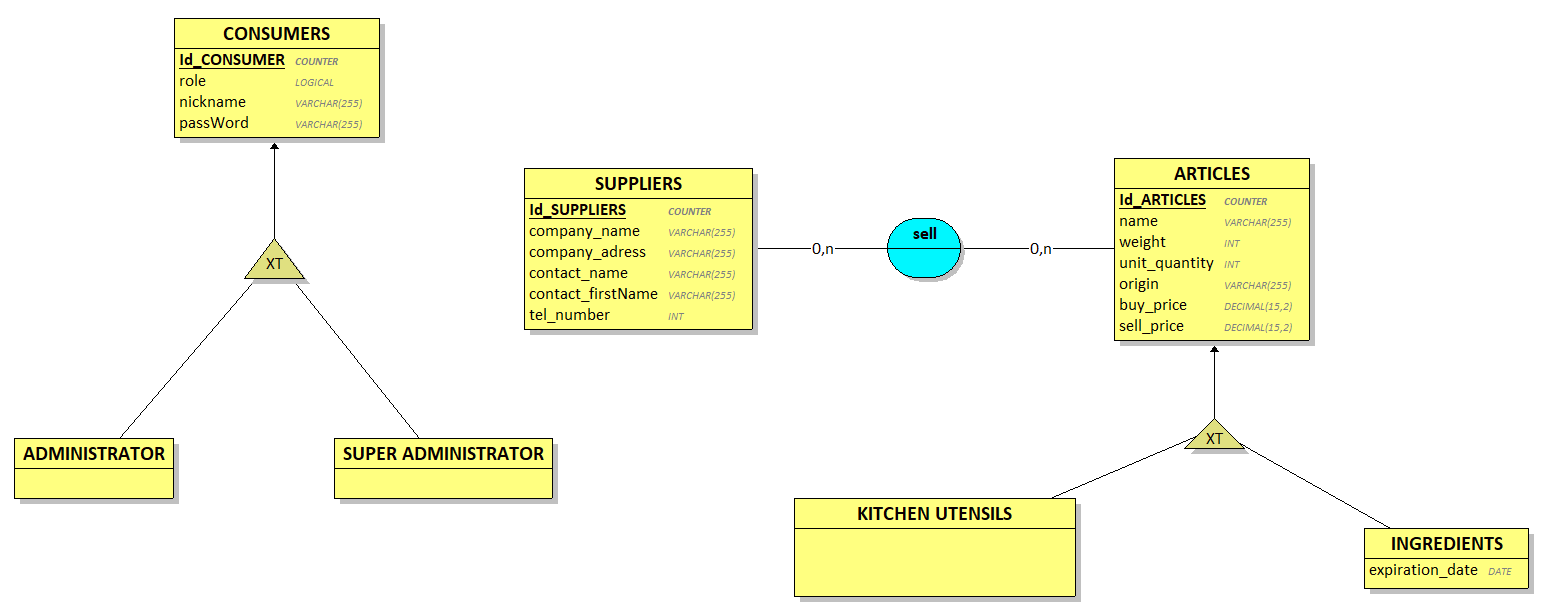 CONSUMERS
Id_CONSUMER COUNTER
role LOGICAL
nickname VARCHAR(255)
passWord VARCHAR(255)
XT
ADMINISTRATOR
SUPER ADMINISTRATOR
SUPPLIERS
Id_SUPPLIERS COUNTER
company_name VARCHAR(255)
company_adress VARCHAR(255)
contact_name VARCHAR(255)
contact_firstName VARCHAR(255)
tel_number INT
0,n
sell
0,n
ARTICLES
Id_ARTICLES COUNTER
name VARCHAR(255)
weight INT
unit_quantity INT
origin VARCHAR(255)
buy_price DECIMAL(15,2)
sell_price DECIMAL(15,2)
XT
KITCHEN UTENSILS
INGREDIENTS
expiration_date DATE